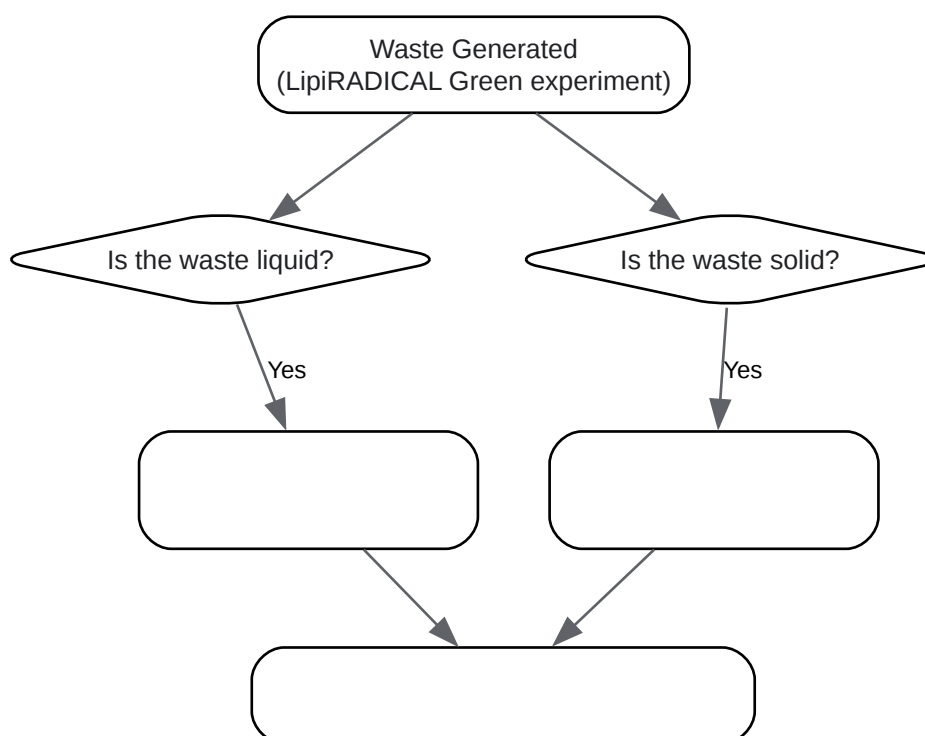 Waste Generated
(LipiRADICAL Green experiment)
Is the waste liquid?
Is the waste solid?
Yes
Yes